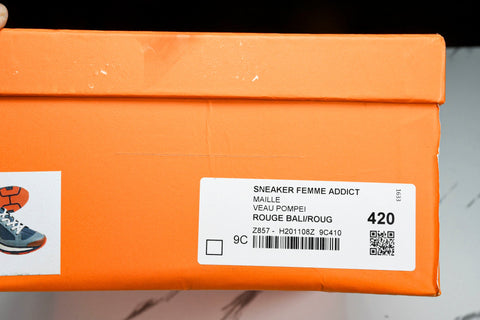 SNEAKER FEMME ADDICT
MAILLE
VEAU POMPEI
ROUGE BALI/ROUG
420
Z857 - H201108Z 9C410
9C
1633